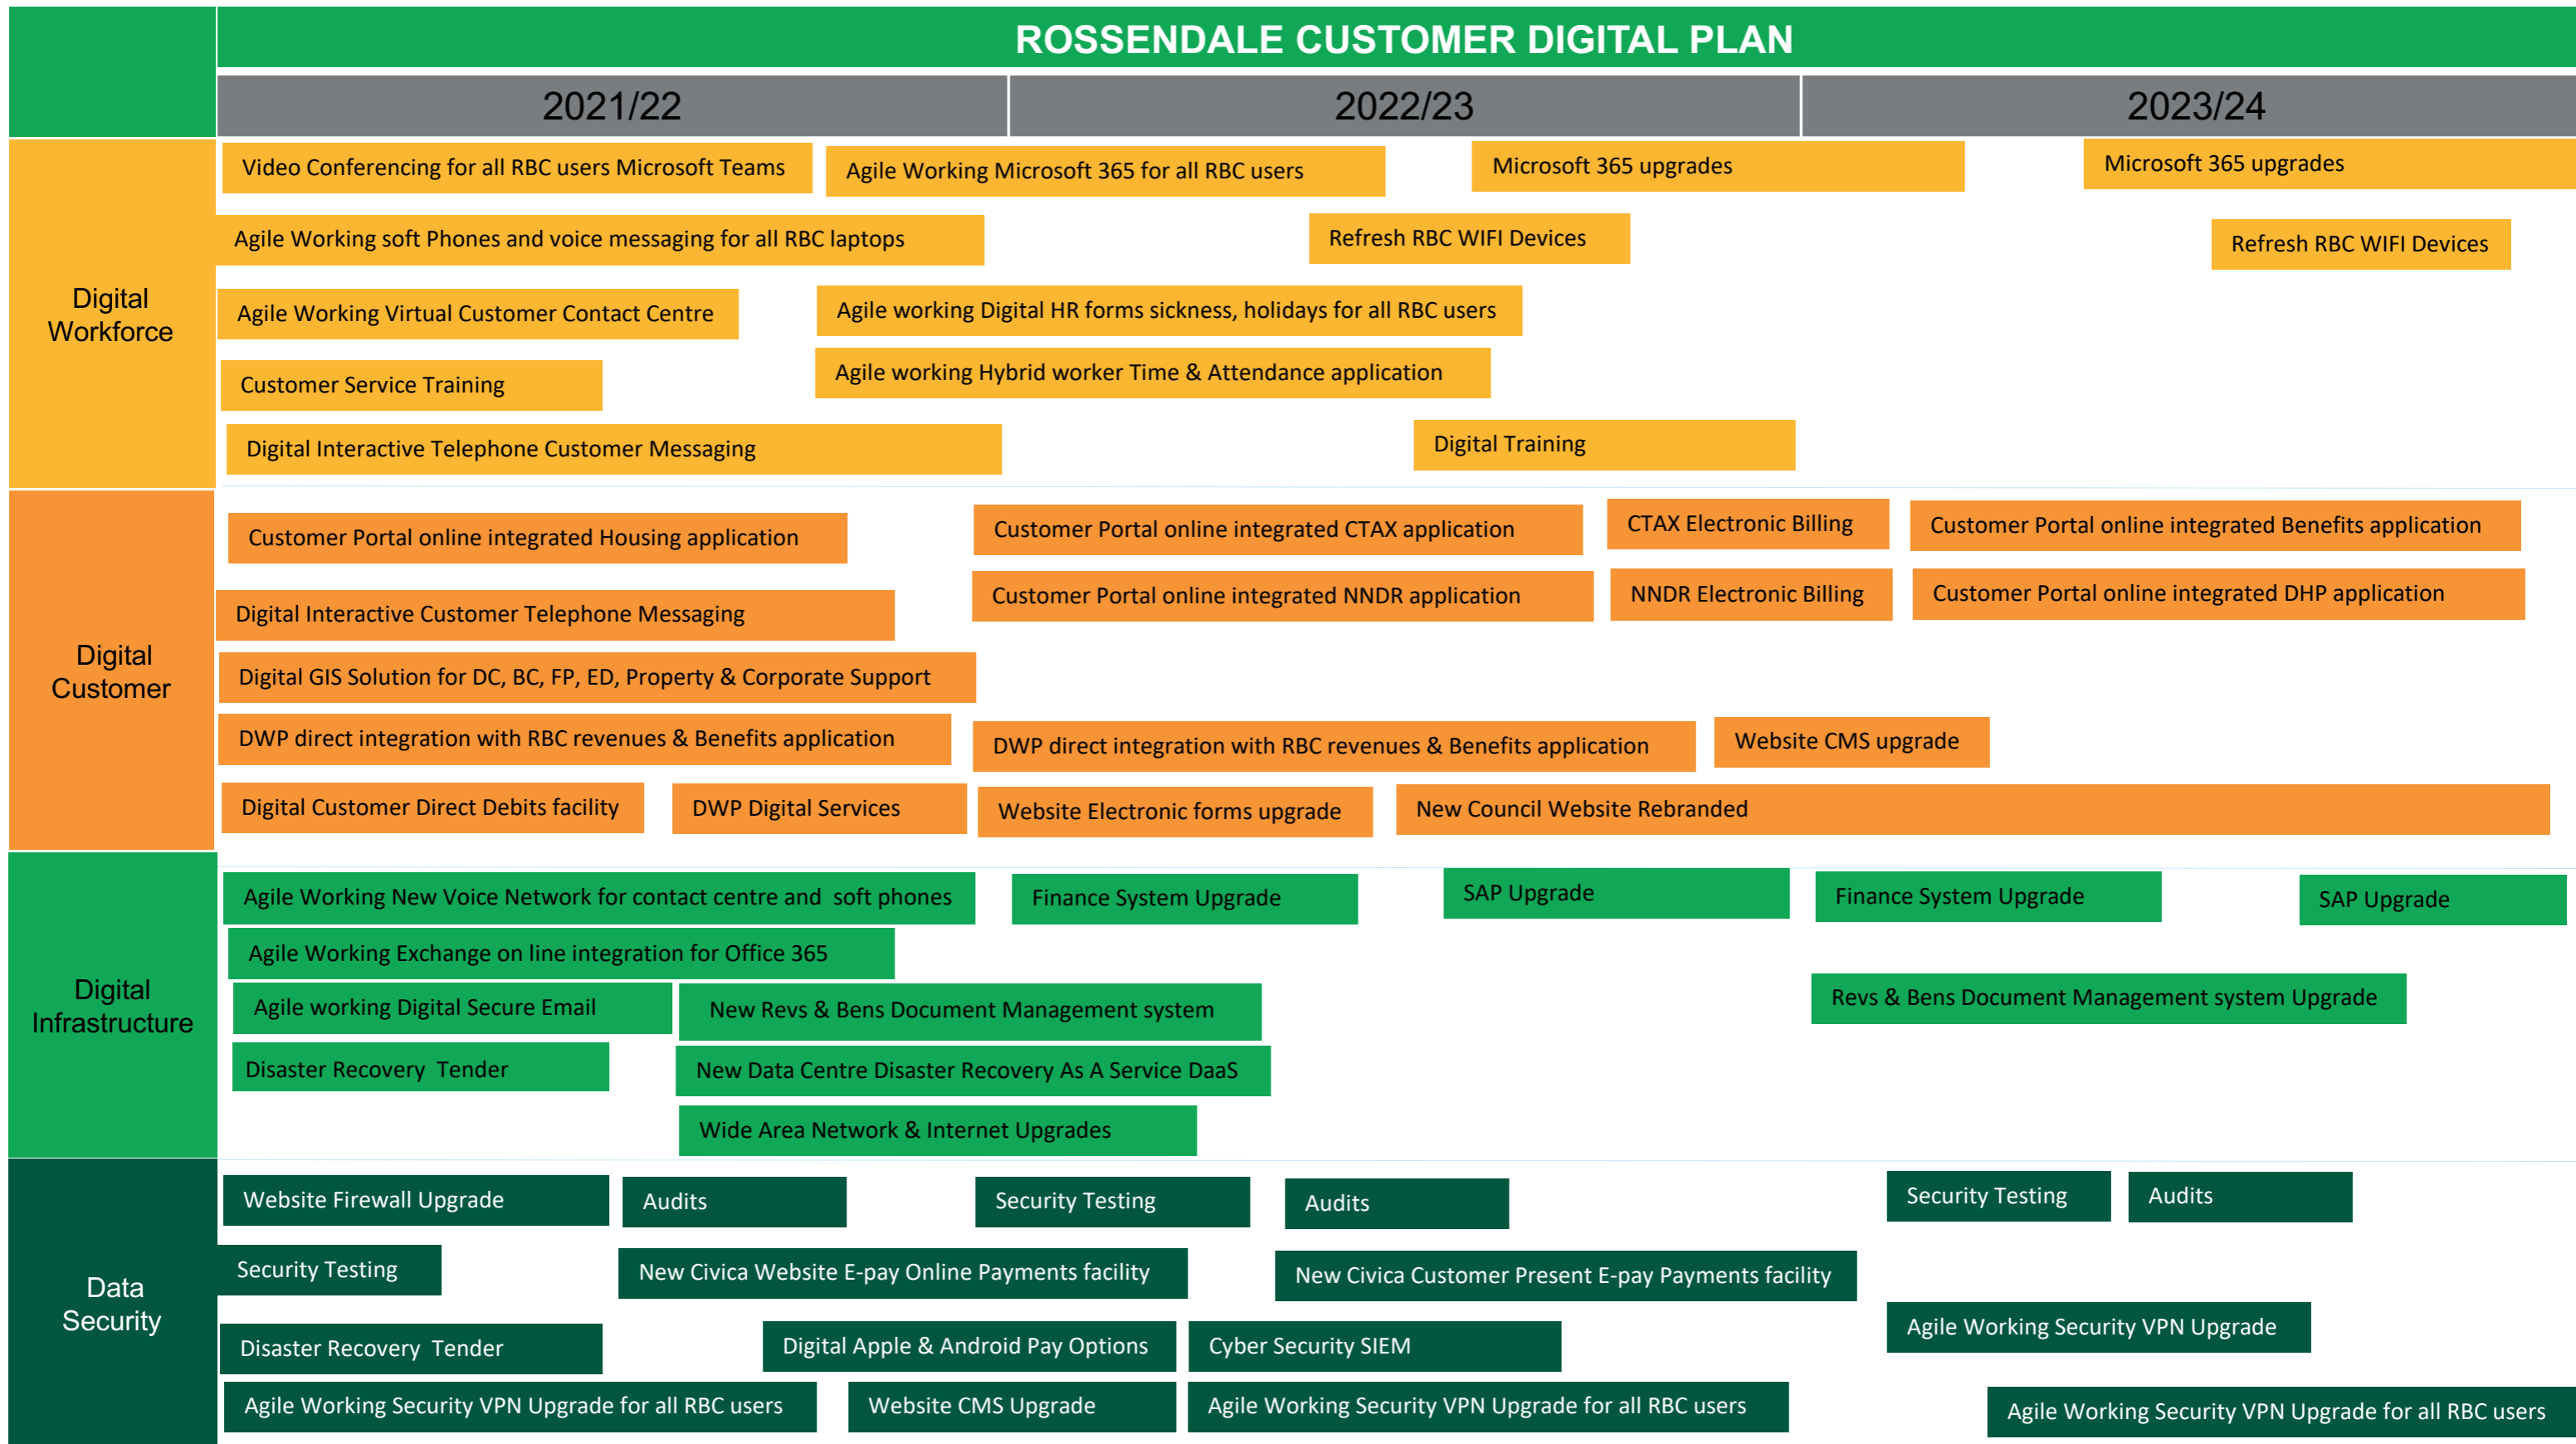 ROSSENDALE CUSTOMER DIGITAL PLAN
2021/22
2022/23
2023/24
Digital
Workforce
Video Conferencing for all RBC users Microsoft Teams
Agile Working Microsoft 365 for all RBC users
Microsoft 365 upgrades
Microsoft 365 upgrades
Agile Working soft Phones and voice messaging for all RBC laptops
Refresh RBC WIFI Devices
Refresh RBC WIFI Devices
Agile Working Virtual Customer Contact Centre
Agile working Digital HR forms sickness, holidays for all RBC users
Customer Service Training
Agile working Hybrid worker Time & Attendance application
Digital Interactive Telephone Customer Messaging
Digital Training
Digital
Customer
Customer Portal online integrated Housing application
Customer Portal online integrated CTAX application
CTAX Electronic Billing
Customer Portal online integrated Benefits application
Digital Interactive Customer Telephone Messaging
Customer Portal online integrated NNDR application
NNDR Electronic Billing
Customer Portal online integrated DHP application
Digital GIS Solution for DC, BC, FP, ED, Property & Corporate Support
DWP direct integration with RBC revenues & Benefits application
DWP direct integration with RBC revenues & Benefits application
Website CMS upgrade
Digital Customer Direct Debits facility
DWP Digital Services
Website Electronic forms upgrade
New Council Website Rebranded
Digital
Infrastructure
Agile Working New Voice Network for contact centre and  soft phones
Finance System Upgrade
SAP Upgrade
Finance System Upgrade
SAP Upgrade
Agile Working Exchange on line integration for Office 365
Agile working Digital Secure Email
New Revs & Bens Document Management system
Revs & Bens Document Management system Upgrade
Disaster Recovery  Tender
New Data Centre Disaster Recovery As A Service DaaS
Wide Area Network & Internet Upgrades
Data
Security
Website Firewall Upgrade
Audits
Security Testing
Audits
Security Testing
Audits
Security Testing
New Civica Website E-pay Online Payments facility
New Civica Customer Present E-pay Payments facility
Disaster Recovery  Tender
Digital Apple & Android Pay Options
Cyber Security SIEM
Agile Working Security VPN Upgrade
Agile Working Security VPN Upgrade for all RBC users
Website CMS Upgrade
Agile Working Security VPN Upgrade for all RBC users
Agile Working Security VPN Upgrade for all RBC users